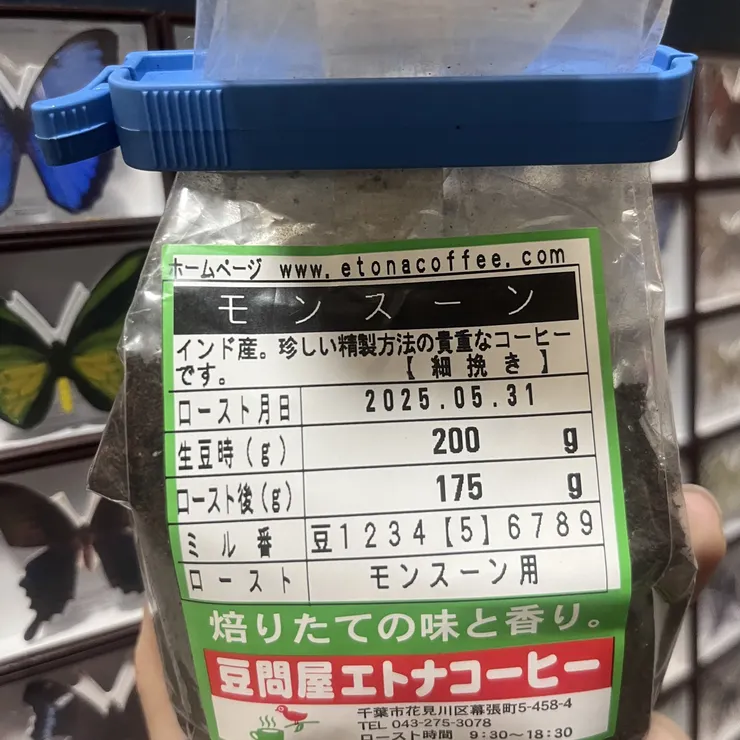 ホームページ www.etonacoffee.com
モンスーン
インド産。珍しい精製方法の貴重なコーヒー
です。 【細挽き】
ロースト月日 2025.05.31
生豆時(g) 200 g
ロースト後(g) 175 g
ミル番 豆1234【5】6789
ロースト モンスーン用
焙りたての味と香り。
豆問屋エトナコーヒー
千葉市花見川区幕張町5-458-4
TEL 043-275-3078
ロースト時間 9:30～18:30